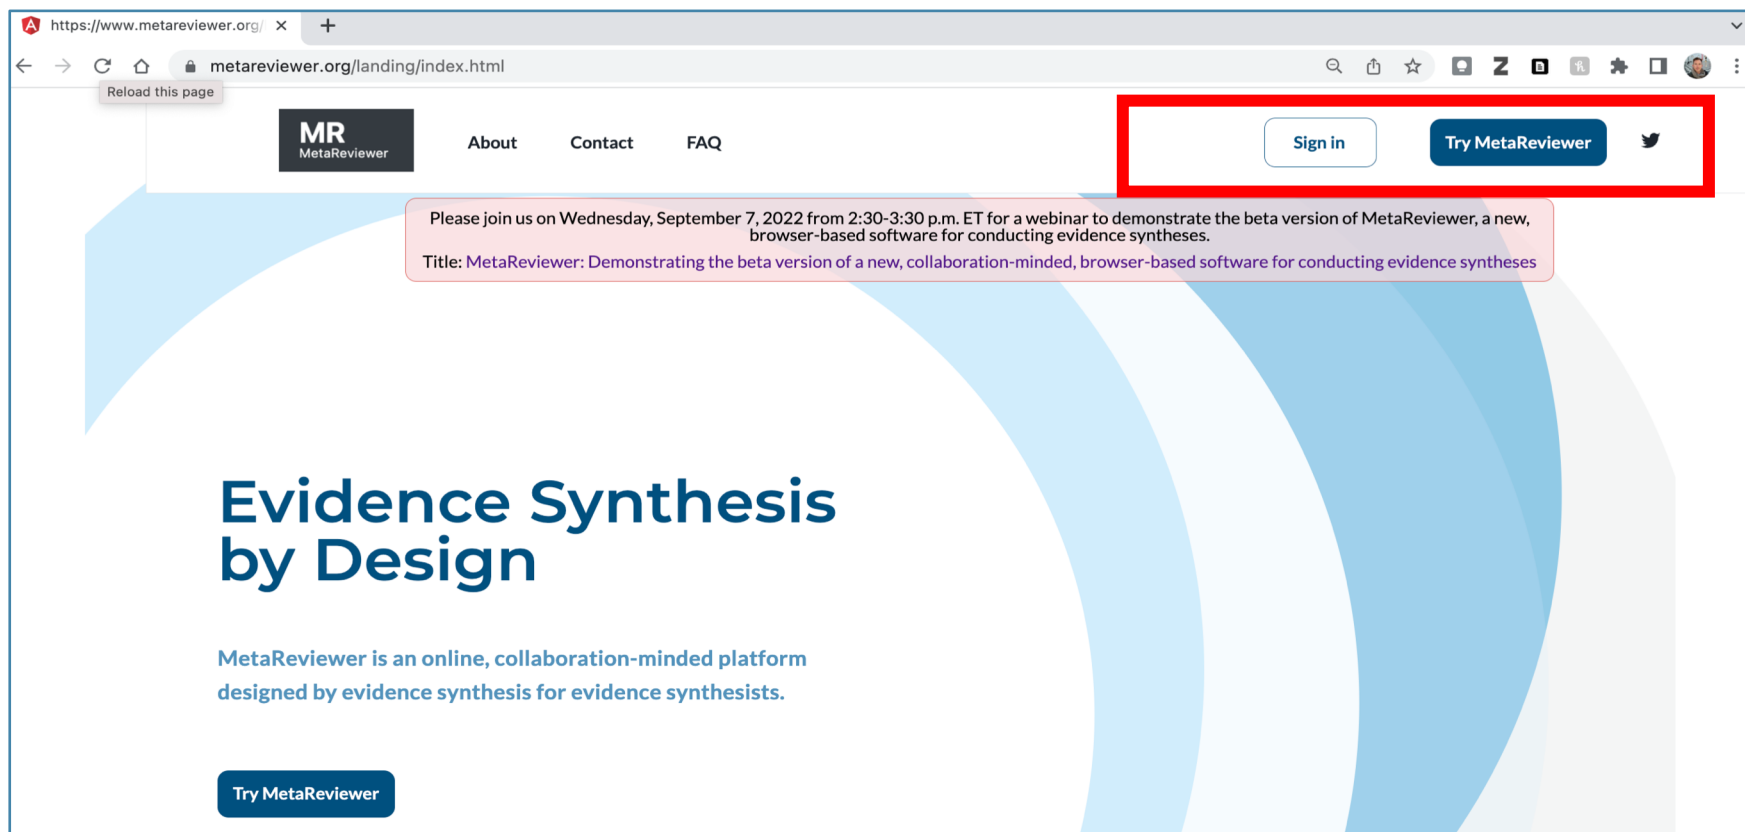 https://www.metareviewer.org/
metareviewer.org/landing/index.html
Reload this page
MR
MetaReviewer
About
Contact
FAQ
Sign in
Try MetaReviewer
Please join us on Wednesday, September 7, 2022 from 2:30-3:30 p.m. ET for a webinar to demonstrate the beta version of MetaReviewer, a new,
browser-based software for conducting evidence syntheses.
Title: MetaReviewer: Demonstrating the beta version of a new, collaboration-minded, browser-based software for conducting evidence syntheses
Evidence Synthesis
by Design
MetaReviewer is an online, collaboration-minded platform
designed by evidence synthesis for evidence synthesists.
Try MetaReviewer